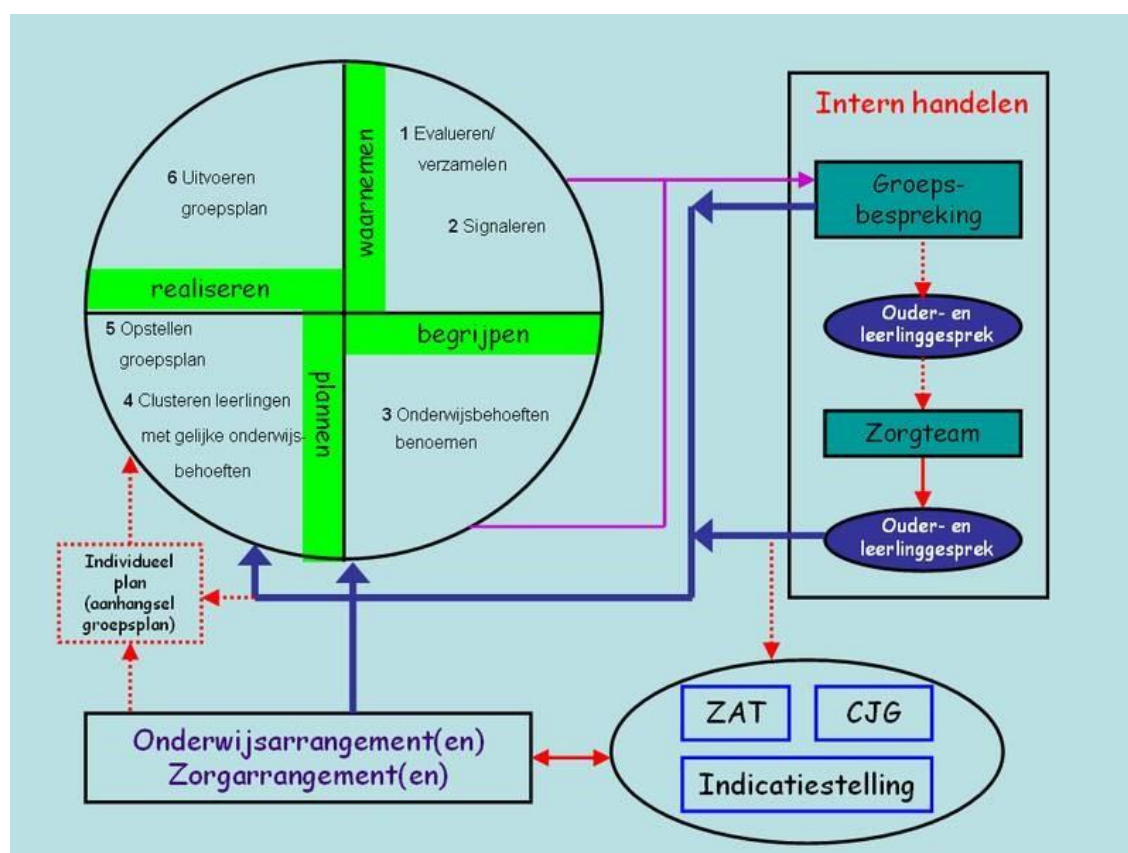 waarnemen
1 Evalueren/
verzamelen
2 Signaleren
begrijpen
3 Onderwijsbehoeften
benoemen
plannen
4 Clusteren leerlingen
met gelijke onderwijs-
behoeften
5 Opstellen
groepsplan
realiseren
6 Uitvoeren
groepsplan
Intern handelen
Groeps-
bespreking
Ouder- en
leerlinggesprek
Zorgteam
Ouder- en
leerlinggesprek
Individueel
plan
(aanhangsel
groepsplan)
Onderwijsarrangement(en)
Zorgarrangement(en)
ZAT
CJG
Indicatiestelling